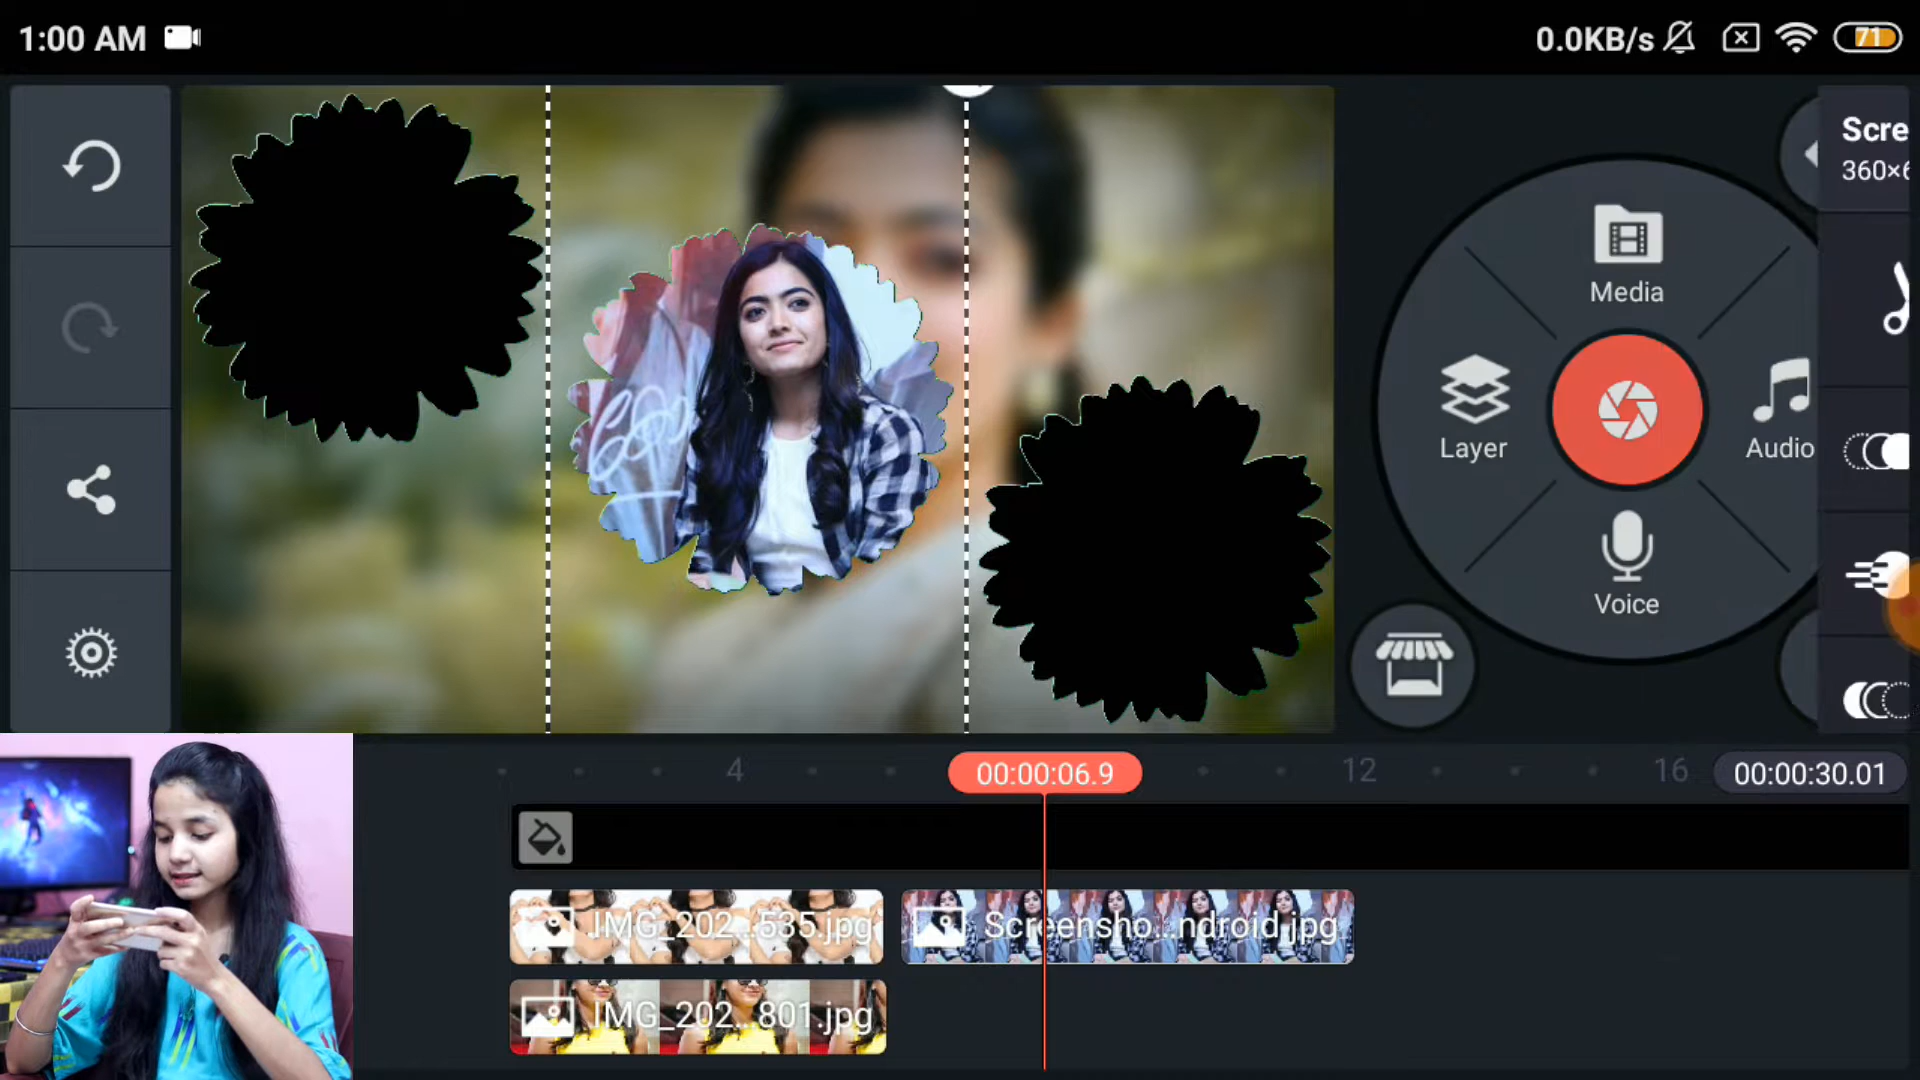 1:00 AM
0.0KB/s
71
Scre
360×6
Media
Layer
Audio
Voice
4
00:00:06.9
12
16
00:00:30.01
IMG_202...535.jpg
Screensho...ndroid.jpg
IMG_202...801.jpg